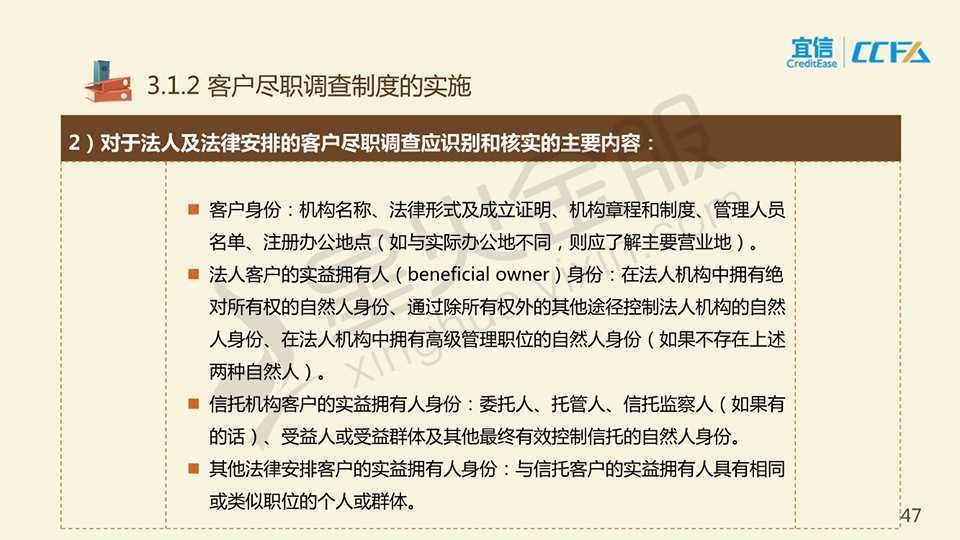 宜信
CreditEase
CCFA
3.1.2 客户尽职调查制度的实施
2）对于法人及法律安排的客户尽职调查应识别和核实的主要内容：
客户身份：机构名称、法律形式及成立证明、机构章程和制度、管理人员
名单、注册办公地点（如与实际办公地不同，则应了解主要营业地）。
法人客户的实益拥有人（beneficial owner）身份：在法人机构中拥有绝
对所有权的自然人身份、通过除所有权外的其他途径控制法人机构的自然
人身份、在法人机构中拥有高级管理职位的自然人身份（如果不存在上述
两种自然人）。
信托机构客户的实益拥有人身份：委托人、托管人、信托监察人（如果有
的话）、受益人或受益群体及其他最终有效控制信托的自然人身份。
其他法律安排客户的实益拥有人身份：与信托客户的实益拥有人具有相同
或类似职位的个人或群体。
星火金服
xinghuo.yixin.com
47